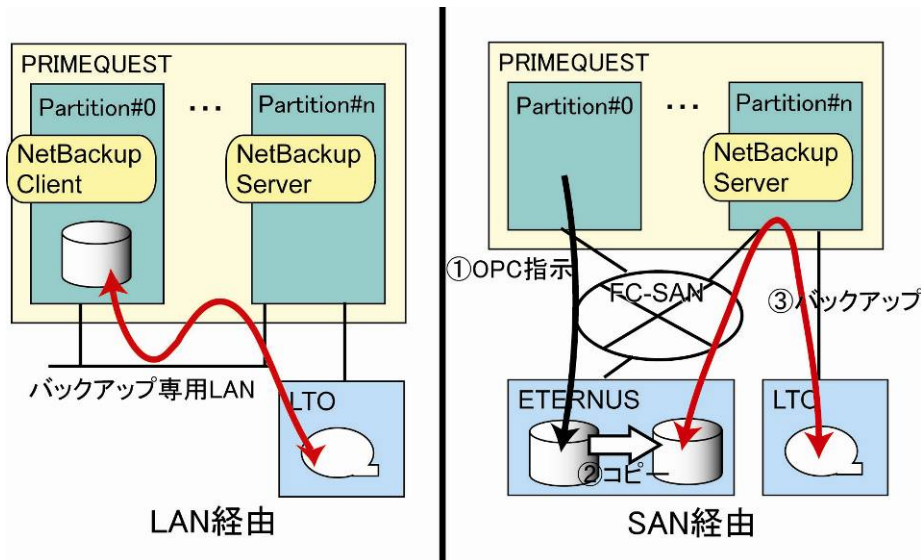 PRIMEQUEST
Partition#0 ... Partition#n
NetBackup
Client
NetBackup
Server
バックアップ専用LAN
LTO
LAN経由
PRIMEQUEST
Partition#0 ... Partition#n
NetBackup
Server
①OPC指示
FC-SAN
③バックアップ
ETERNUS
LTO
②コピー
SAN経由